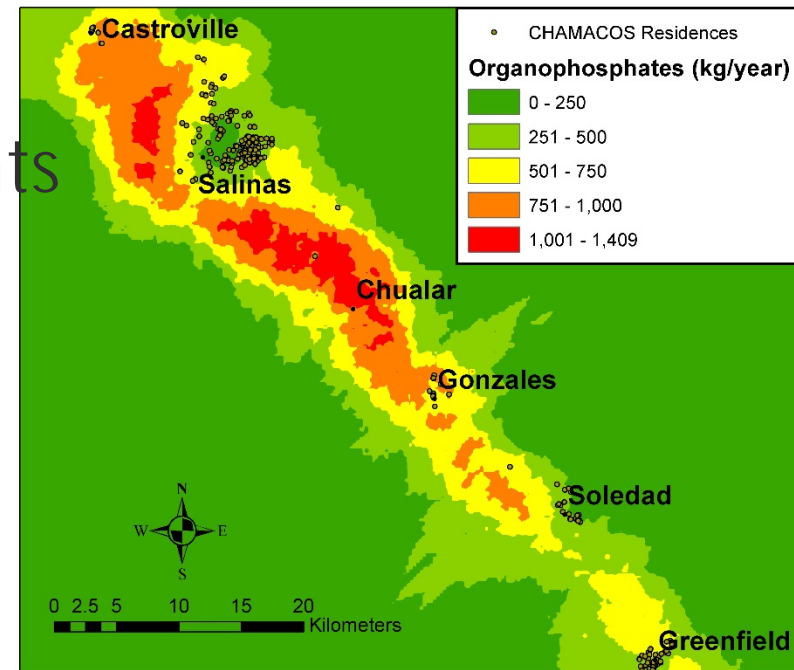 Castroville
CHAMACOS Residences
Organophosphates (kg/year)
0 - 250
251 - 500
501 - 750
751 - 1,000
1,001 - 1,409
ts
Salinas
Chualar
Gonzales
Soledad
N
W E
S
0 2.5 5 10 15 20
Kilometers
Greenfield